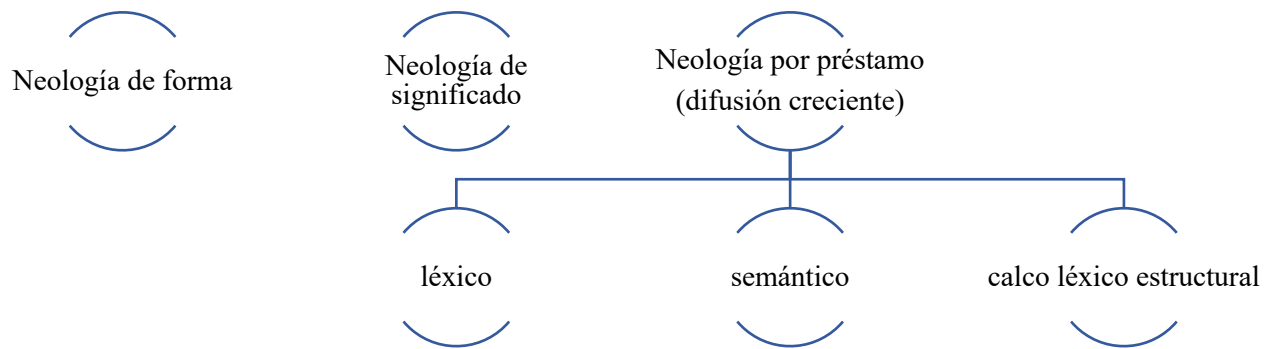 Neología de forma
Neología de
significado
Neología por préstamo
(difusión creciente)
léxico
semántico
calco léxico estructural